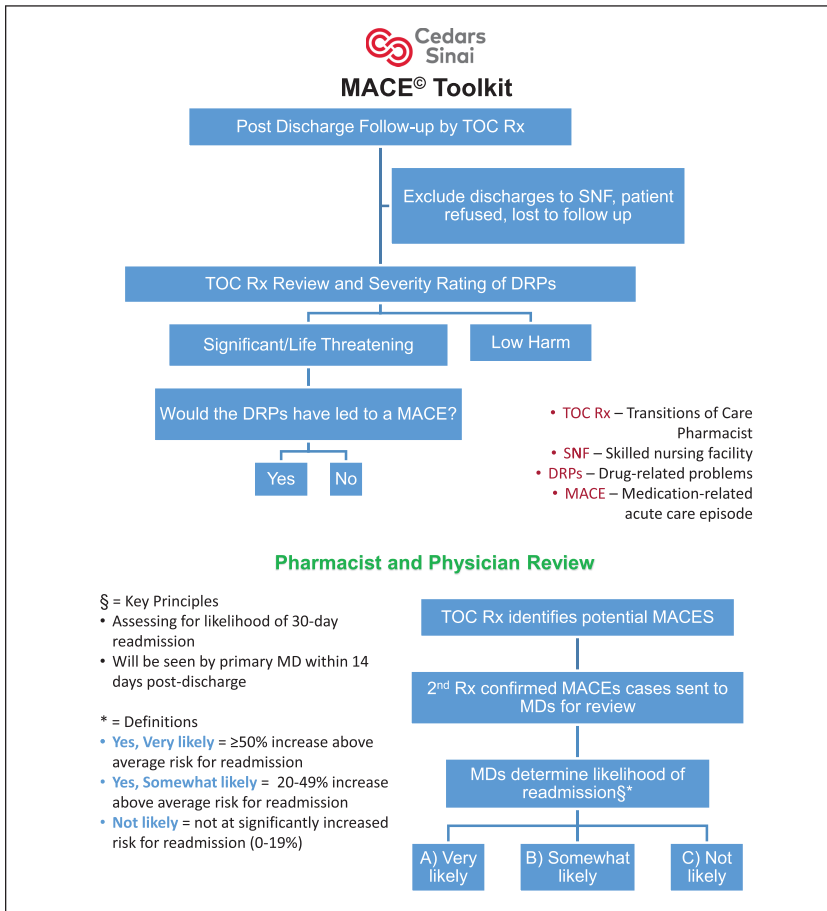 Cedars
Sinai
MACE© Toolkit
Post Discharge Follow-up by TOC Rx
Exclude discharges to SNF, patient
refused, lost to follow up
TOC Rx Review and Severity Rating of DRPs
Significant/Life Threatening
Low Harm
Would the DRPs have led to a MACE?
Yes
No
• TOC Rx – Transitions of Care
Pharmacist
• SNF – Skilled nursing facility
• DRPs – Drug-related problems
• MACE – Medication-related
acute care episode
Pharmacist and Physician Review
§ = Key Principles
• Assessing for likelihood of 30-day
readmission
• Will be seen by primary MD within 14
days post-discharge
* = Definitions
• Yes, Very likely = ≥50% increase above
average risk for readmission
• Yes, Somewhat likely = 20-49% increase
above average risk for readmission
• Not likely = not at significantly increased
risk for readmission (0-19%)
TOC Rx identifies potential MACES
2nd Rx confirmed MACEs cases sent to
MDs for review
MDs determine likelihood of
readmission§*
A) Very
likely
B) Somewhat
likely
C) Not
likely